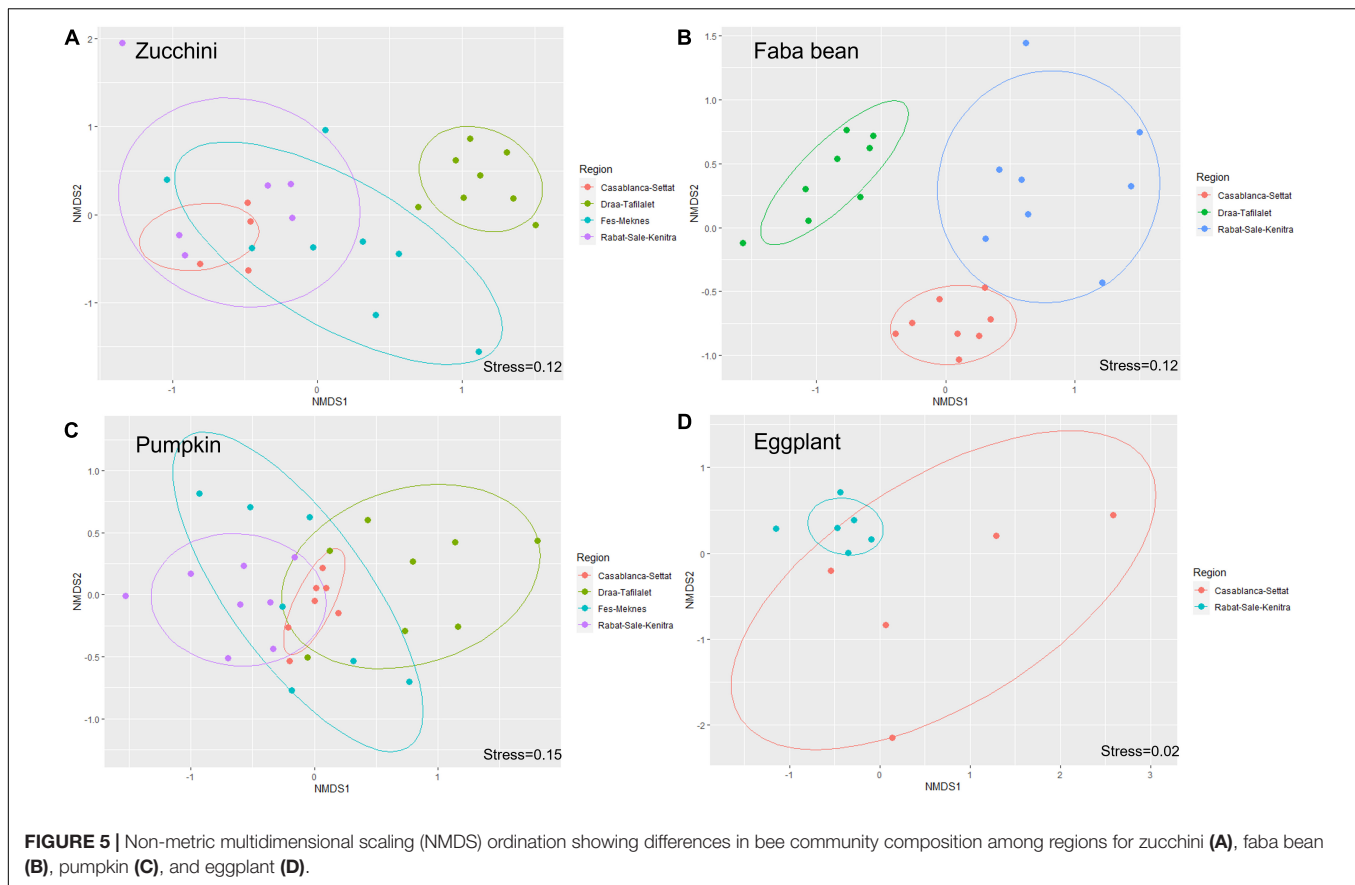 A
Zucchini
2
1
0
-1
-1
0
1
NMDS2
NMDS1
Stress=0.12
Region
Casablanca-Settat
Draa-Tafilalet
Fes-Meknes
Rabat-Sale-Kenitra
B
Faba bean
1.5
1.0
0.5
0.0
-0.5
-1.0
-1
0
1
NMDS2
NMDS1
Stress=0.12
Region
Casablanca-Settat
Draa-Tafilalet
Rabat-Sale-Kenitra
C
Pumpkin
1.0
0.5
0.0
-0.5
-1.0
-1
0
1
NMDS2
NMDS1
Stress=0.15
Region
Casablanca-Settat
Draa-Tafilalet
Fes-Meknes
Rabat-Sale-Kenitra
D
Eggplant
1
0
-1
-2
-1
0
1
2
3
NMDS2
NMDS1
Stress=0.02
Region
Casablanca-Settat
Rabat-Sale-Kenitra
FIGURE 5 | Non-metric multidimensional scaling (NMDS) ordination showing differences in bee community composition among regions for zucchini (A), faba bean
(B), pumpkin (C), and eggplant (D).